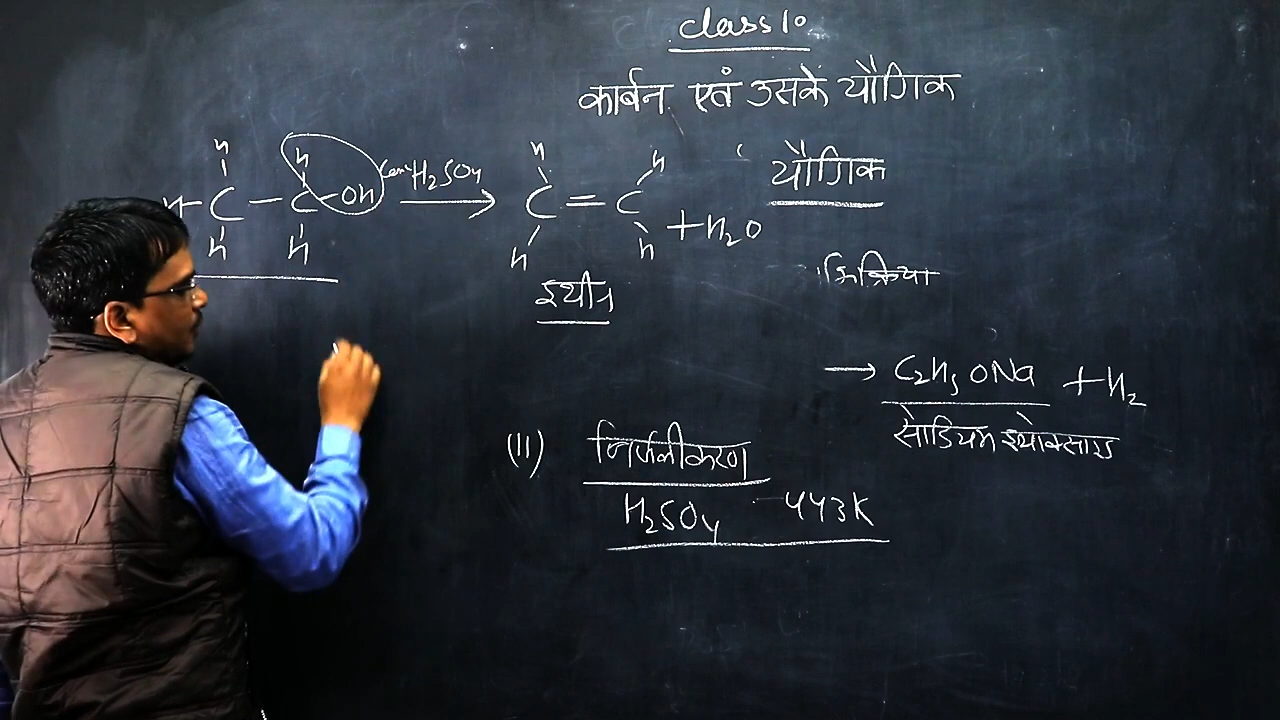 class 10
कार्बन एवं उसके यौगिक
यौगिक
H H
H-C-C-OH conc H2SO4 → H H C=C H H + H2O
H H
इथीन
→ C2H5ONa + H2
सोडियम इथोक्साइड
(II) निर्जलीकरण
H2SO4 - 443K